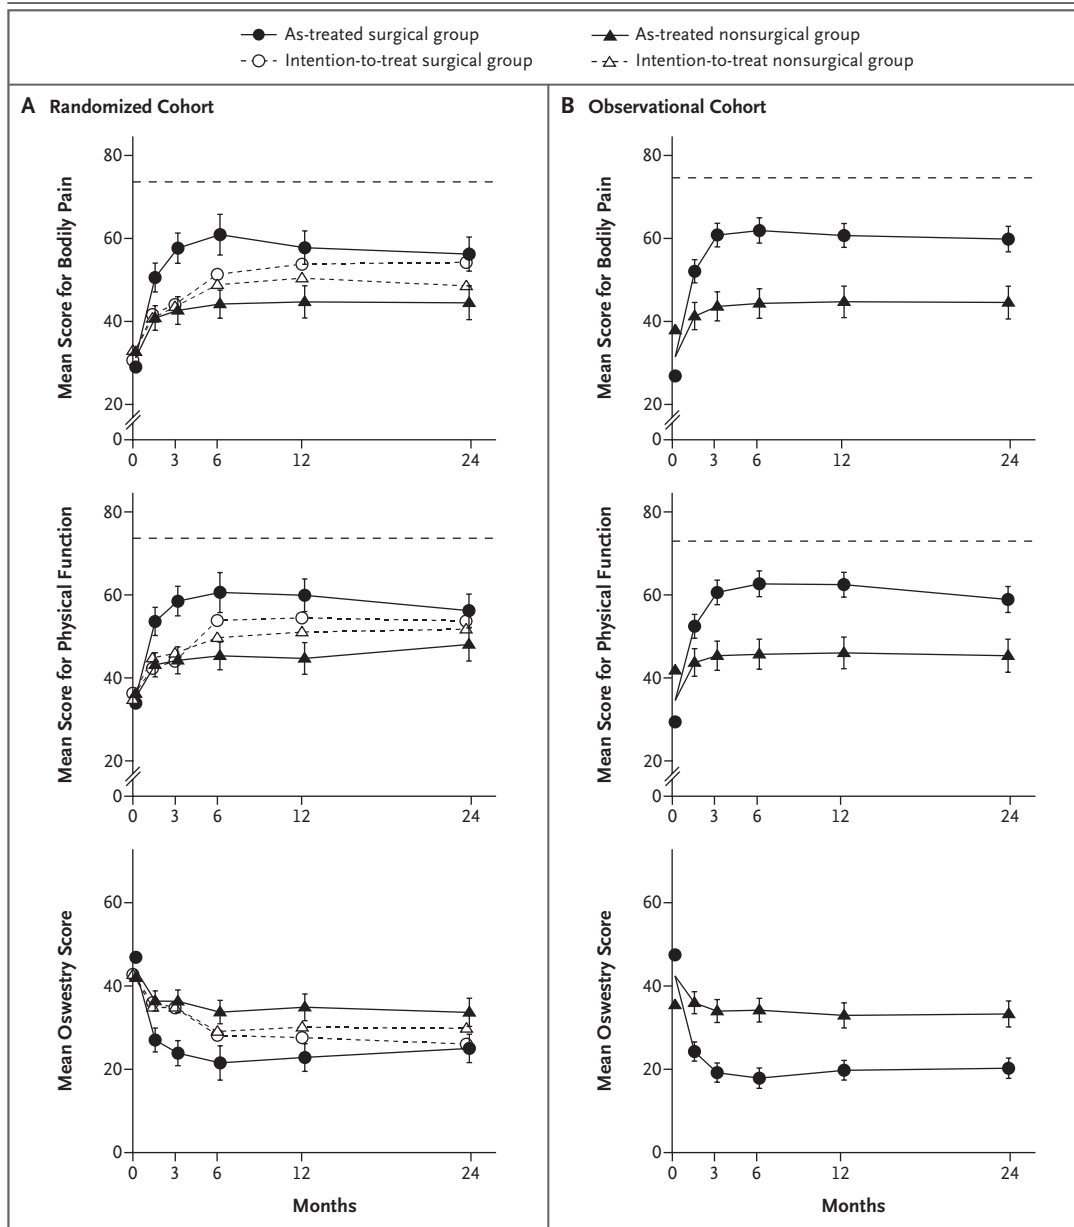 As-treated surgical group
As-treated nonsurgical group
Intention-to-treat surgical group
Intention-to-treat nonsurgical group
A Randomized Cohort
Mean Score for Bodily Pain
80
60
40
20
0
0 3 6 12 24
Mean Score for Physical Function
80
60
40
20
0
0 3 6 12 24
Mean Oswestry Score
60
40
20
0
0 3 6 12 24
Months
B Observational Cohort
Mean Score for Bodily Pain
80
60
40
20
0
0 3 6 12 24
Mean Score for Physical Function
80
60
40
20
0
0 3 6 12 24
Mean Oswestry Score
60
40
20
0
0 3 6 12 24
Months